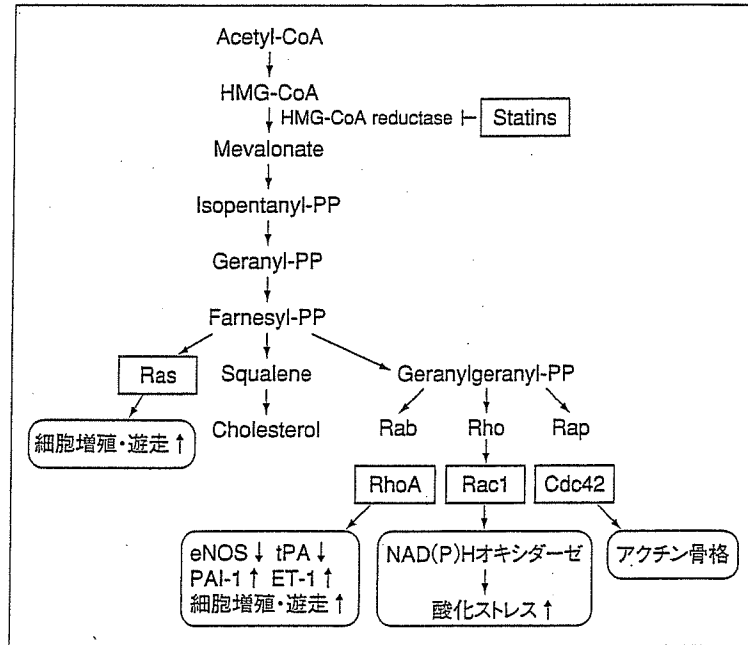 Acetyl-CoA
HMG-CoA
HMG-CoA reductase
Statins
Mevalonate
Isopentanyl-PP
Geranyl-PP
Farnesyl-PP
Ras
Squalene
Geranylgeranyl-PP
細胞増殖・遊走↑
Cholesterol
Rab
Rho
Rap
RhoA
Rac1
Cdc42
eNOS↓ tPA↓
PAI-1↑ ET-1↑
細胞増殖・遊走↑
NAD(P)Hオキシダーゼ
酸化ストレス↑
アクチン骨格